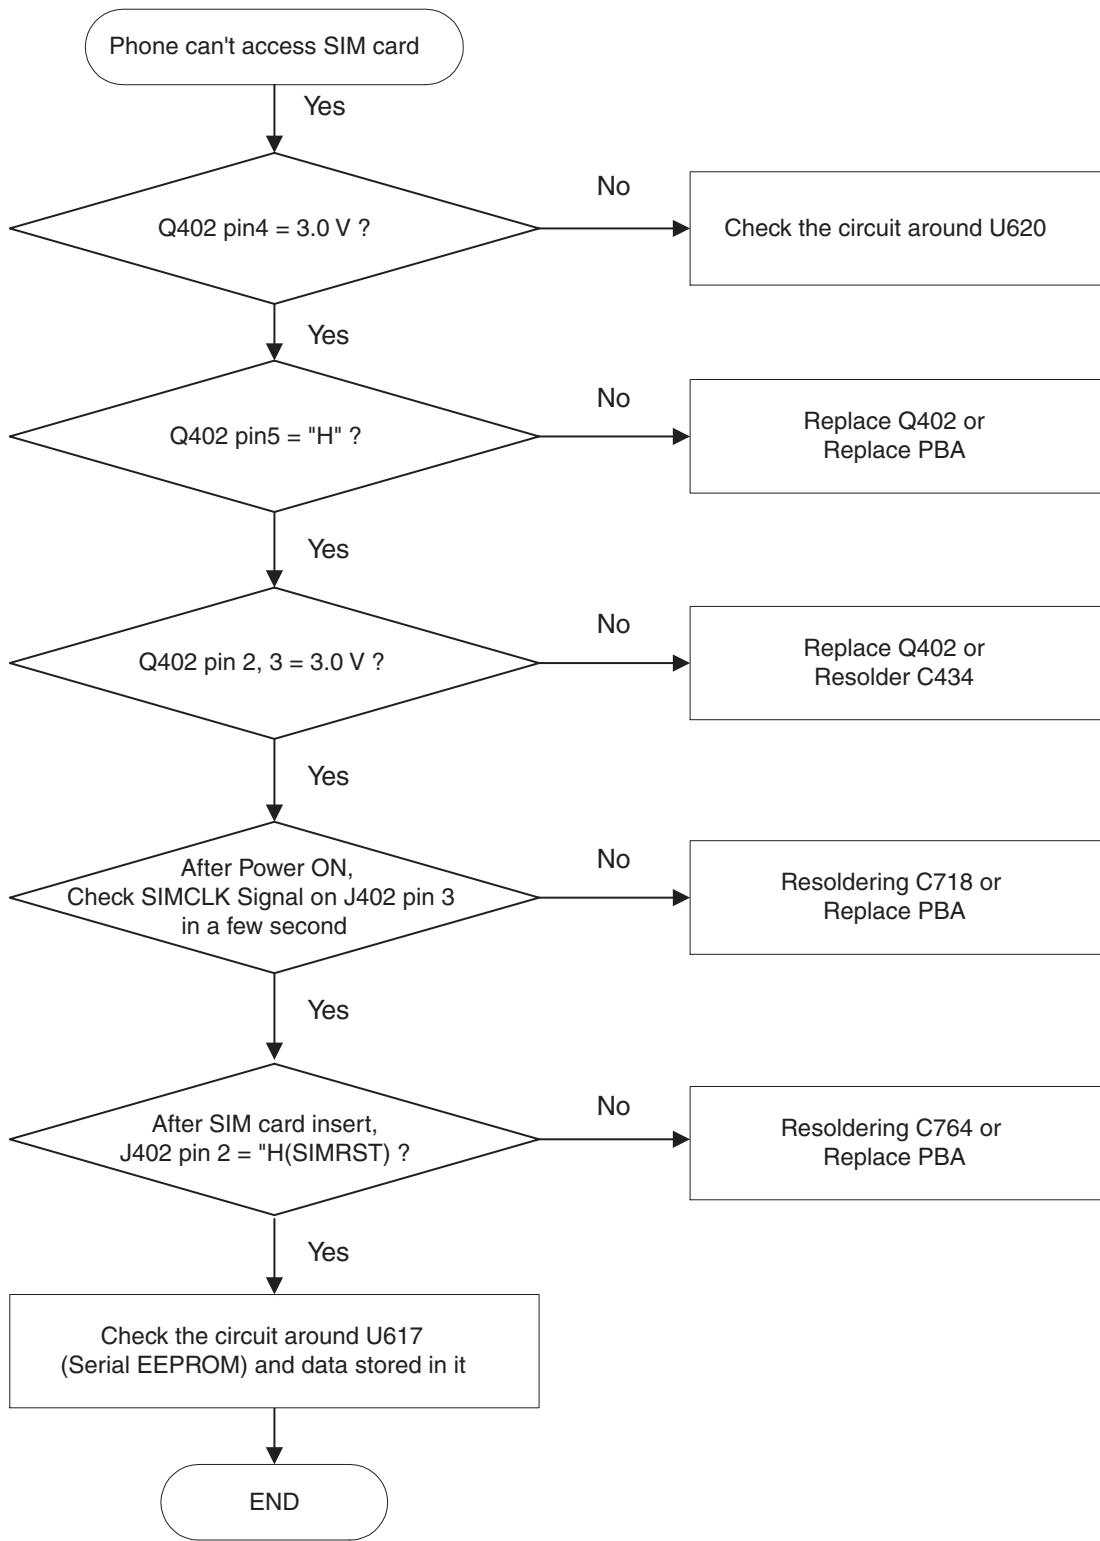 Phone can't access SIM card
Yes
Q402 pin4 = 3.0 V ?
No
Check the circuit around U620
Yes
Q402 pin5 = "H" ?
No
Replace Q402 or
Replace PBA
Yes
Q402 pin 2, 3 = 3.0 V ?
No
Replace Q402 or
Resolder C434
Yes
After Power ON,
Check SIMCLK Signal on J402 pin 3
in a few second
No
Resoldering C718 or
Replace PBA
Yes
After SIM card insert,
J402 pin 2 = "H(SIMRST) ?
No
Resoldering C764 or
Replace PBA
Yes
Check the circuit around U617
(Serial EEPROM) and data stored in it
END